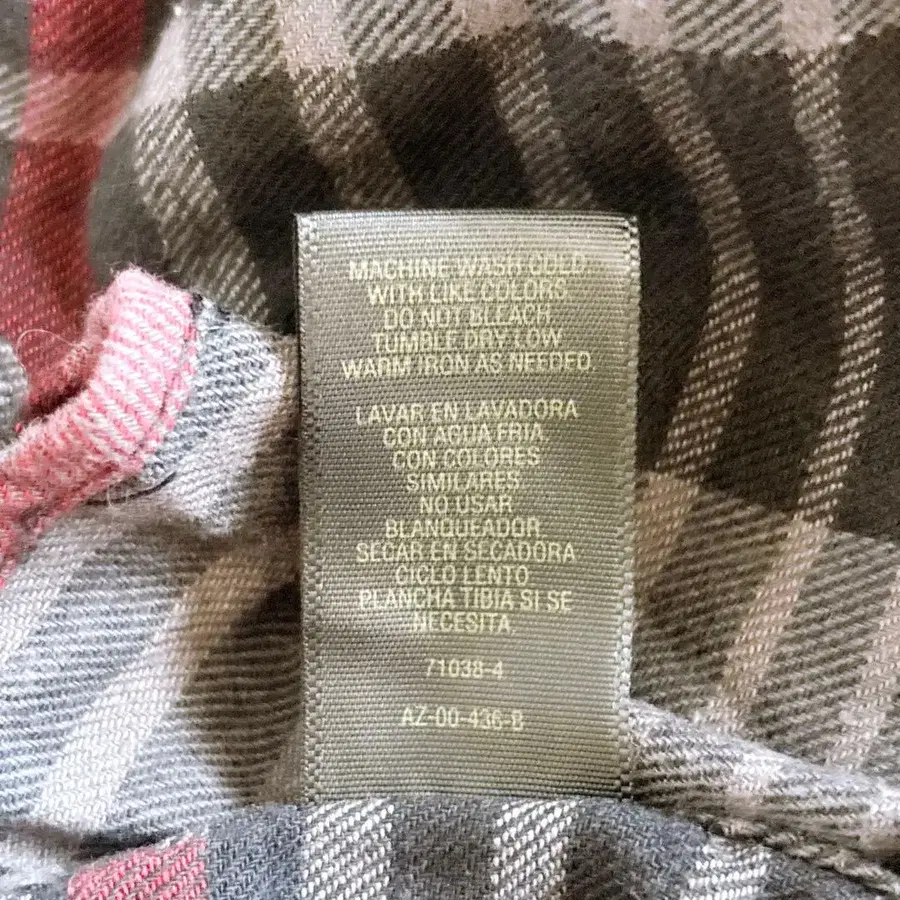 MACHINE WASH COLD
WITH LIKE COLORS
DO NOT BLEACH
TUMBLE DRY LOW
WARM IRON AS NEEDED.
LAVAR EN LAVADORA
CON AGUA FRIA.
CON COLORES
SIMILARES
NO USAR
BLANQUEADOR
SECAR EN SECADORA
CICLO LENTO
PLANCHA TIBIA SI SE
NECESITA.
71038-4
AZ-00-436-B